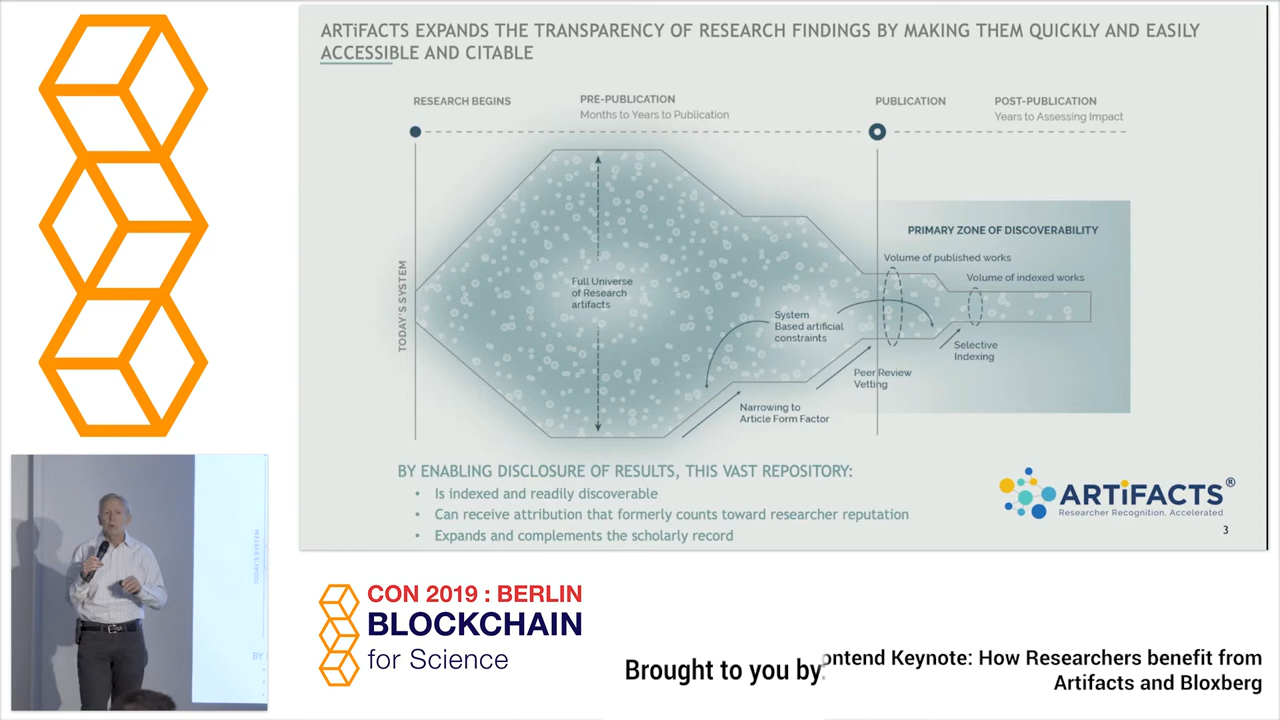 ARTiFACTS EXPANDS THE TRANSPARENCY OF RESEARCH FINDINGS BY MAKING THEM QUICKLY AND EASILY
ACCESSIBLE AND CITABLE
RESEARCH BEGINS
PRE-PUBLICATION
Months to Years to Publication
PUBLICATION
POST-PUBLICATION
Years to Assessing Impact
TODAY'S SYSTEM
Full Universe
of Research
artifacts
System
Based artificial
constraints
PRIMARY ZONE OF DISCOVERABILITY
Volume of published works
Volume of indexed works
Selective
Indexing
Peer Review
Vetting
Narrowing to
Article Form Factor
BY ENABLING DISCLOSURE OF RESULTS, THIS VAST REPOSITORY:
• Is indexed and readily discoverable
• Can receive attribution that formerly counts toward researcher reputation
• Expands and complements the scholarly record
ARTiFACTS®
Researcher Recognition. Accelerated
3
TODAY'S SYSTEM
BY
CON 2019 : BERLIN
BLOCKCHAIN
for Science
Brought to you by:
ontend Keynote: How Researchers benefit from
Artifacts and Bloxberg